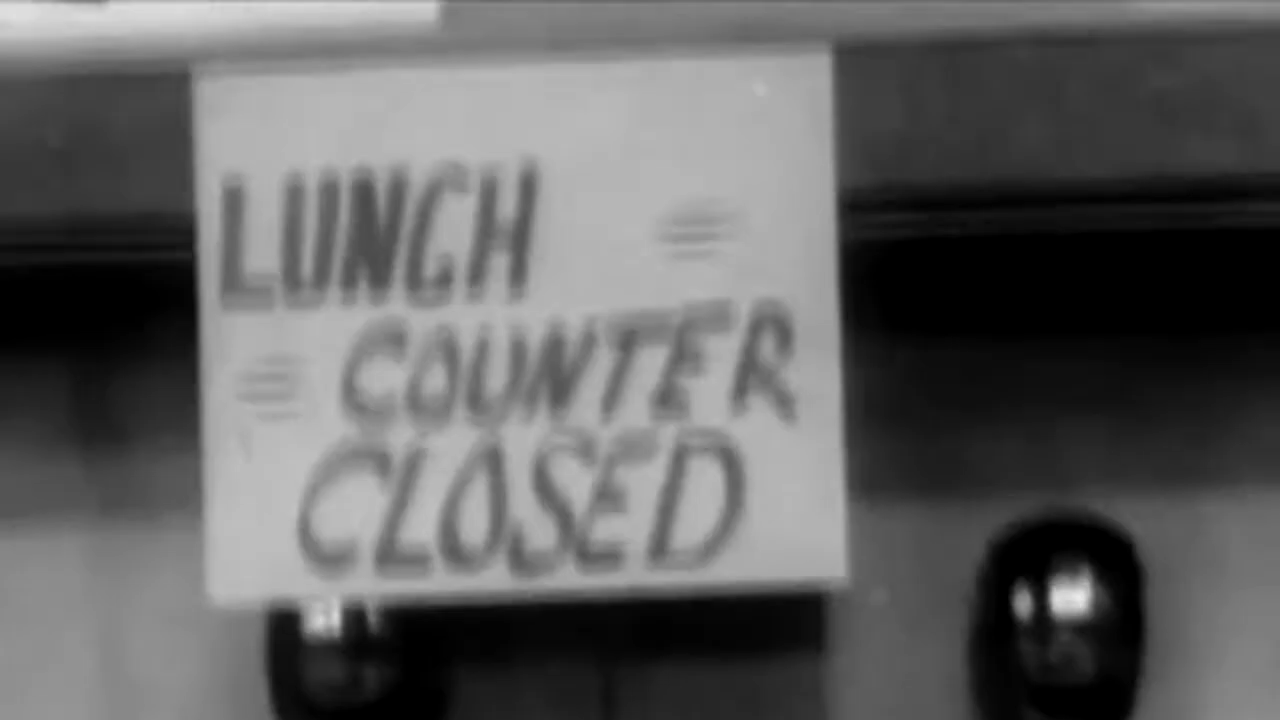 LUNCH =
= COUNTER
CLOSED